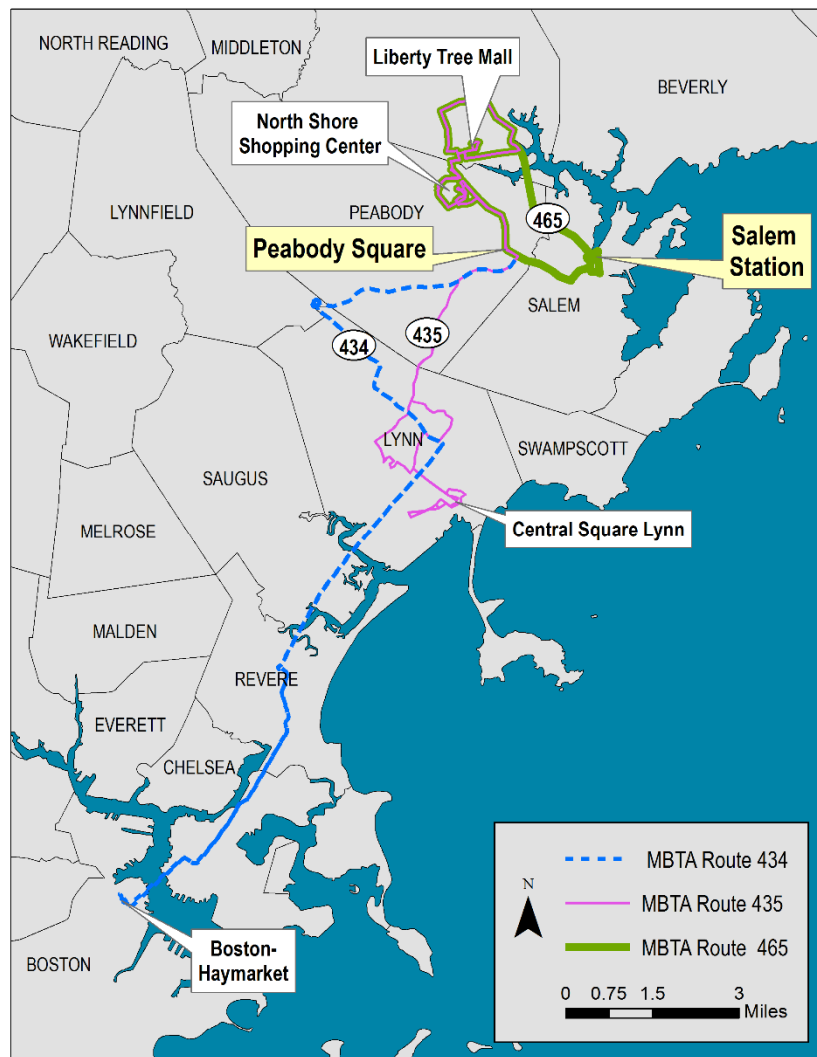 NORTH READING
MIDDLETON
Liberty Tree Mall
BEVERLY
North Shore
Shopping Center
LYNNFIELD
PEABODY
465
Peabody Square
Salem
Station
SALEM
WAKEFIELD
434
435
LYNN
SWAMPSCOTT
SAUGUS
Central Square Lynn
MELROSE
MALDEN
REVERE
EVERETT
CHELSEA
Boston-
Haymarket
BOSTON
MBTA Route 434
N
MBTA Route 435
MBTA Route 465
0 0.75 1.5 3
Miles